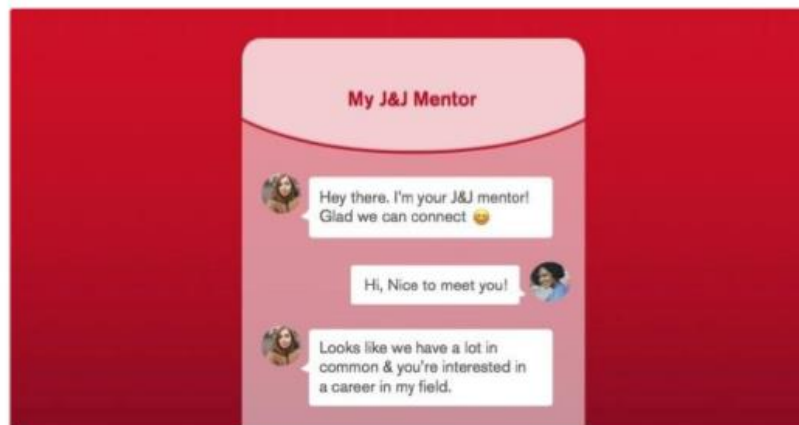 My J&J Mentor
Hey there. I'm your J&J mentor!
Glad we can connect 😊
Hi, Nice to meet you!
Looks like we have a lot in
common & you're interested in
a career in my field.